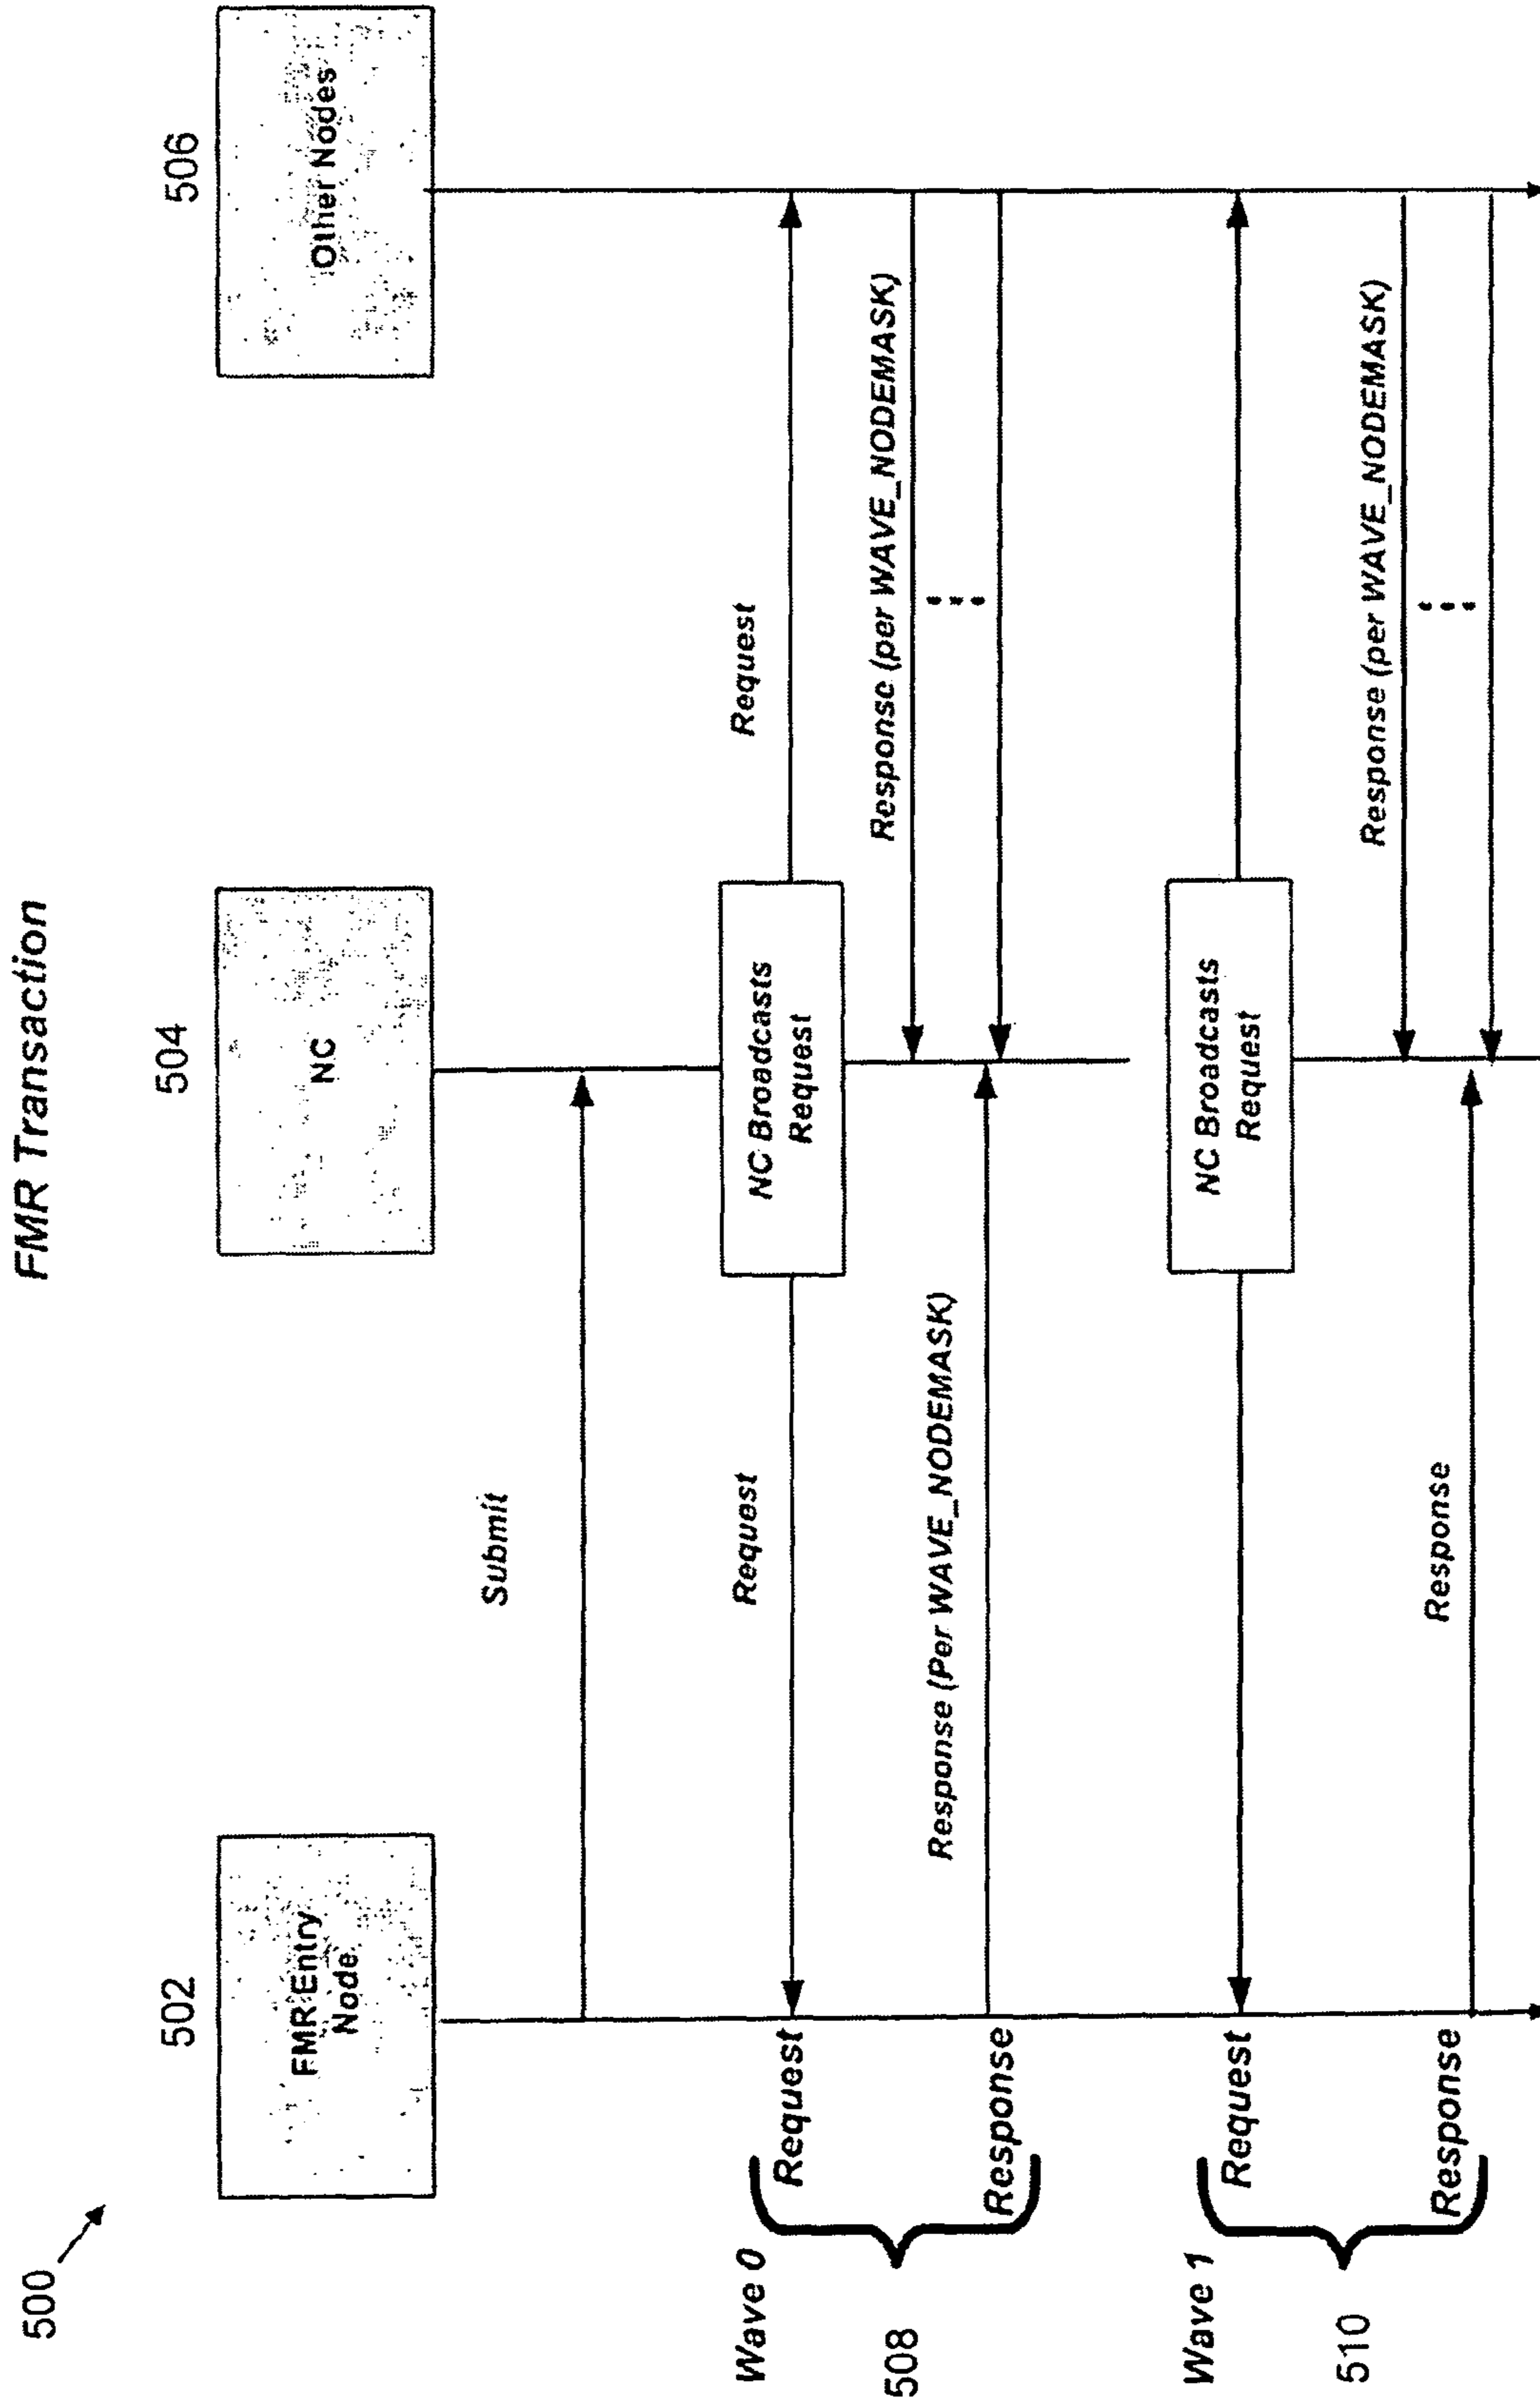 FMR Transaction
500
502
504
506
FMR Entry
Node
NC
Other Nodes
Submit
Wave 0
508
Request
Request
NC Broadcasts
Request
Request
Response (per WAVE_NODEMASK)
Response
Response (Per WAVE_NODEMASK)
Wave 1
510
Request
NC Broadcasts
Request
Response (per WAVE_NODEMASK)
Response
Response